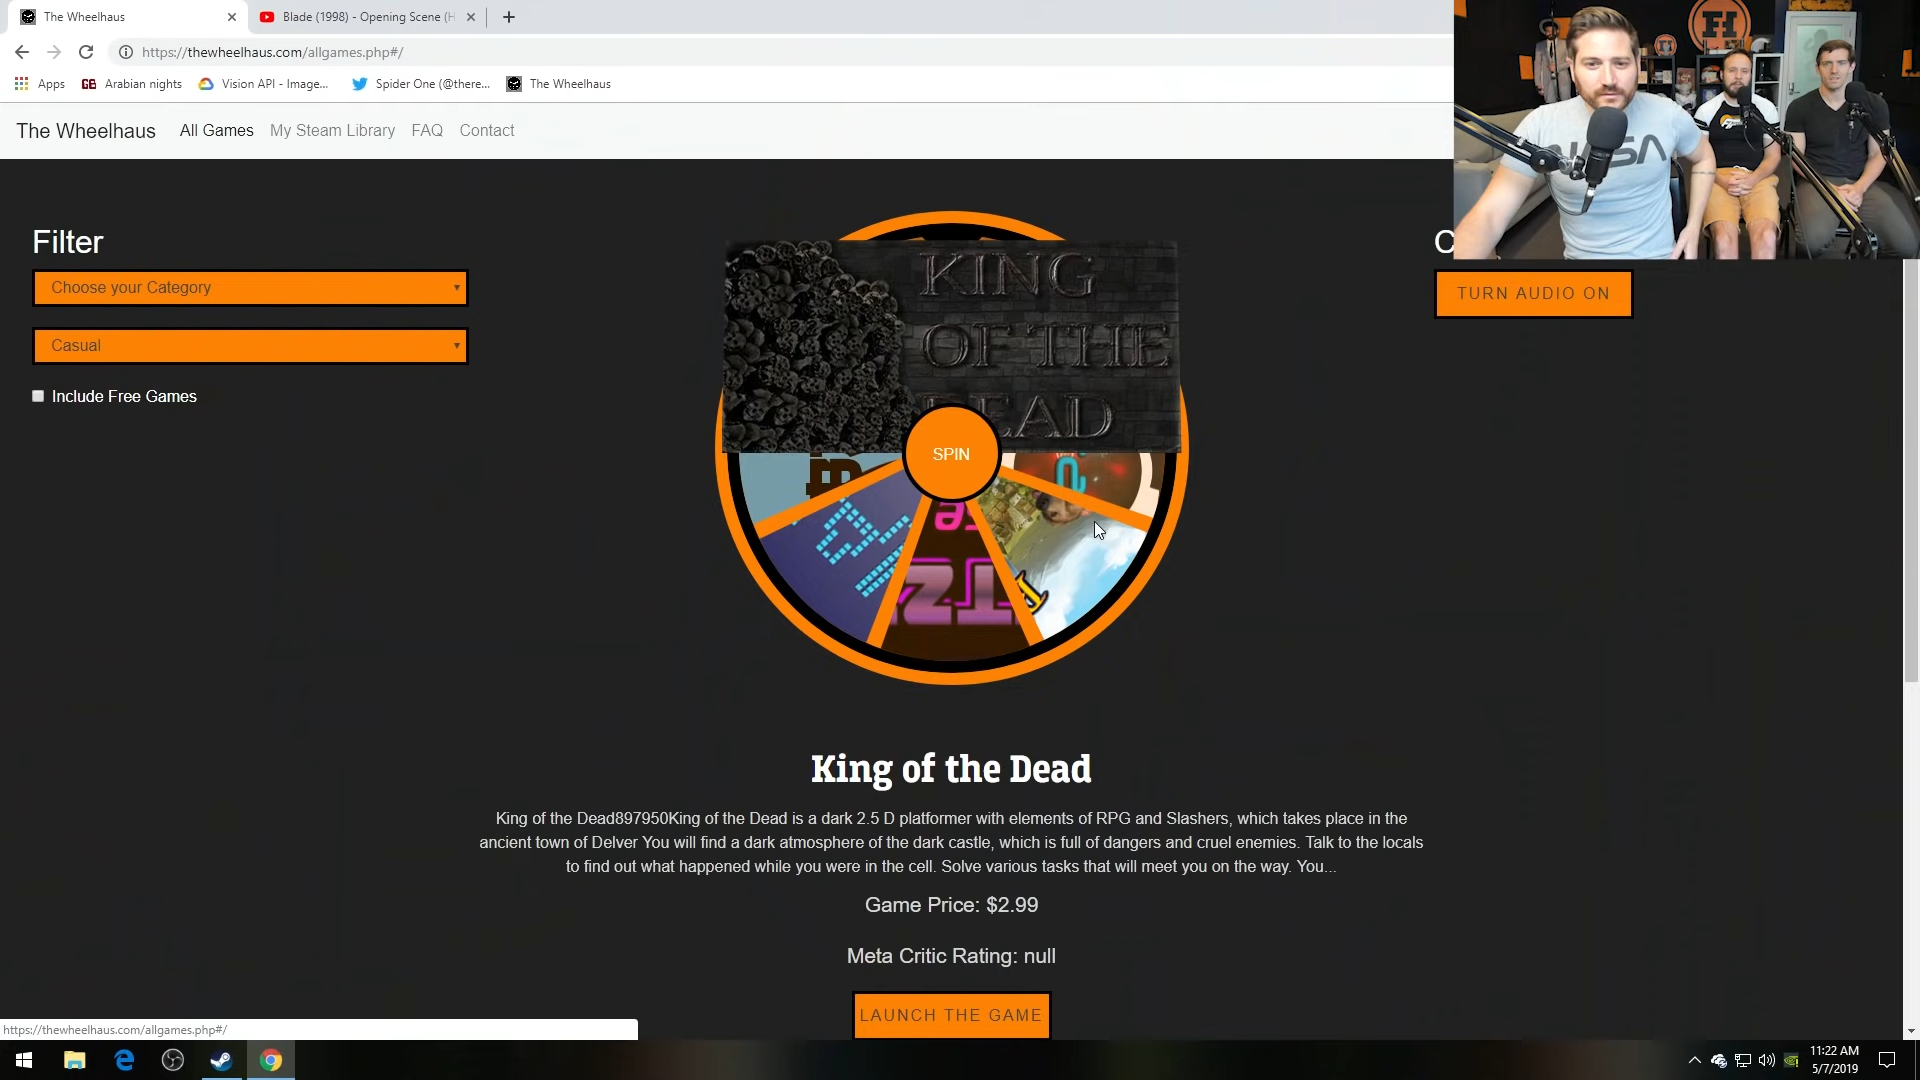 The Wheelhaus
Blade (1998) - Opening Scene (H
https://thewheelhaus.com/allgames.php#/
Apps
Arabian nights
Vision API - Image...
Spider One (@there...
The Wheelhaus
The Wheelhaus
All Games
My Steam Library
FAQ
Contact
Filter
Choose your Category
Casual
Include Free Games
KING
OF THE
DEAD
SPIN
TURN AUDIO ON
NASA
King of the Dead
King of the Dead897950King of the Dead is a dark 2.5 D platformer with elements of RPG and Slashers, which takes place in the
ancient town of Delver You will find a dark atmosphere of the dark castle, which is full of dangers and cruel enemies. Talk to the locals
to find out what happened while you were in the cell. Solve various tasks that will meet you on the way. You...
Game Price: $2.99
Meta Critic Rating: null
LAUNCH THE GAME
https://thewheelhaus.com/allgames.php#/
11:22 AM
5/7/2019